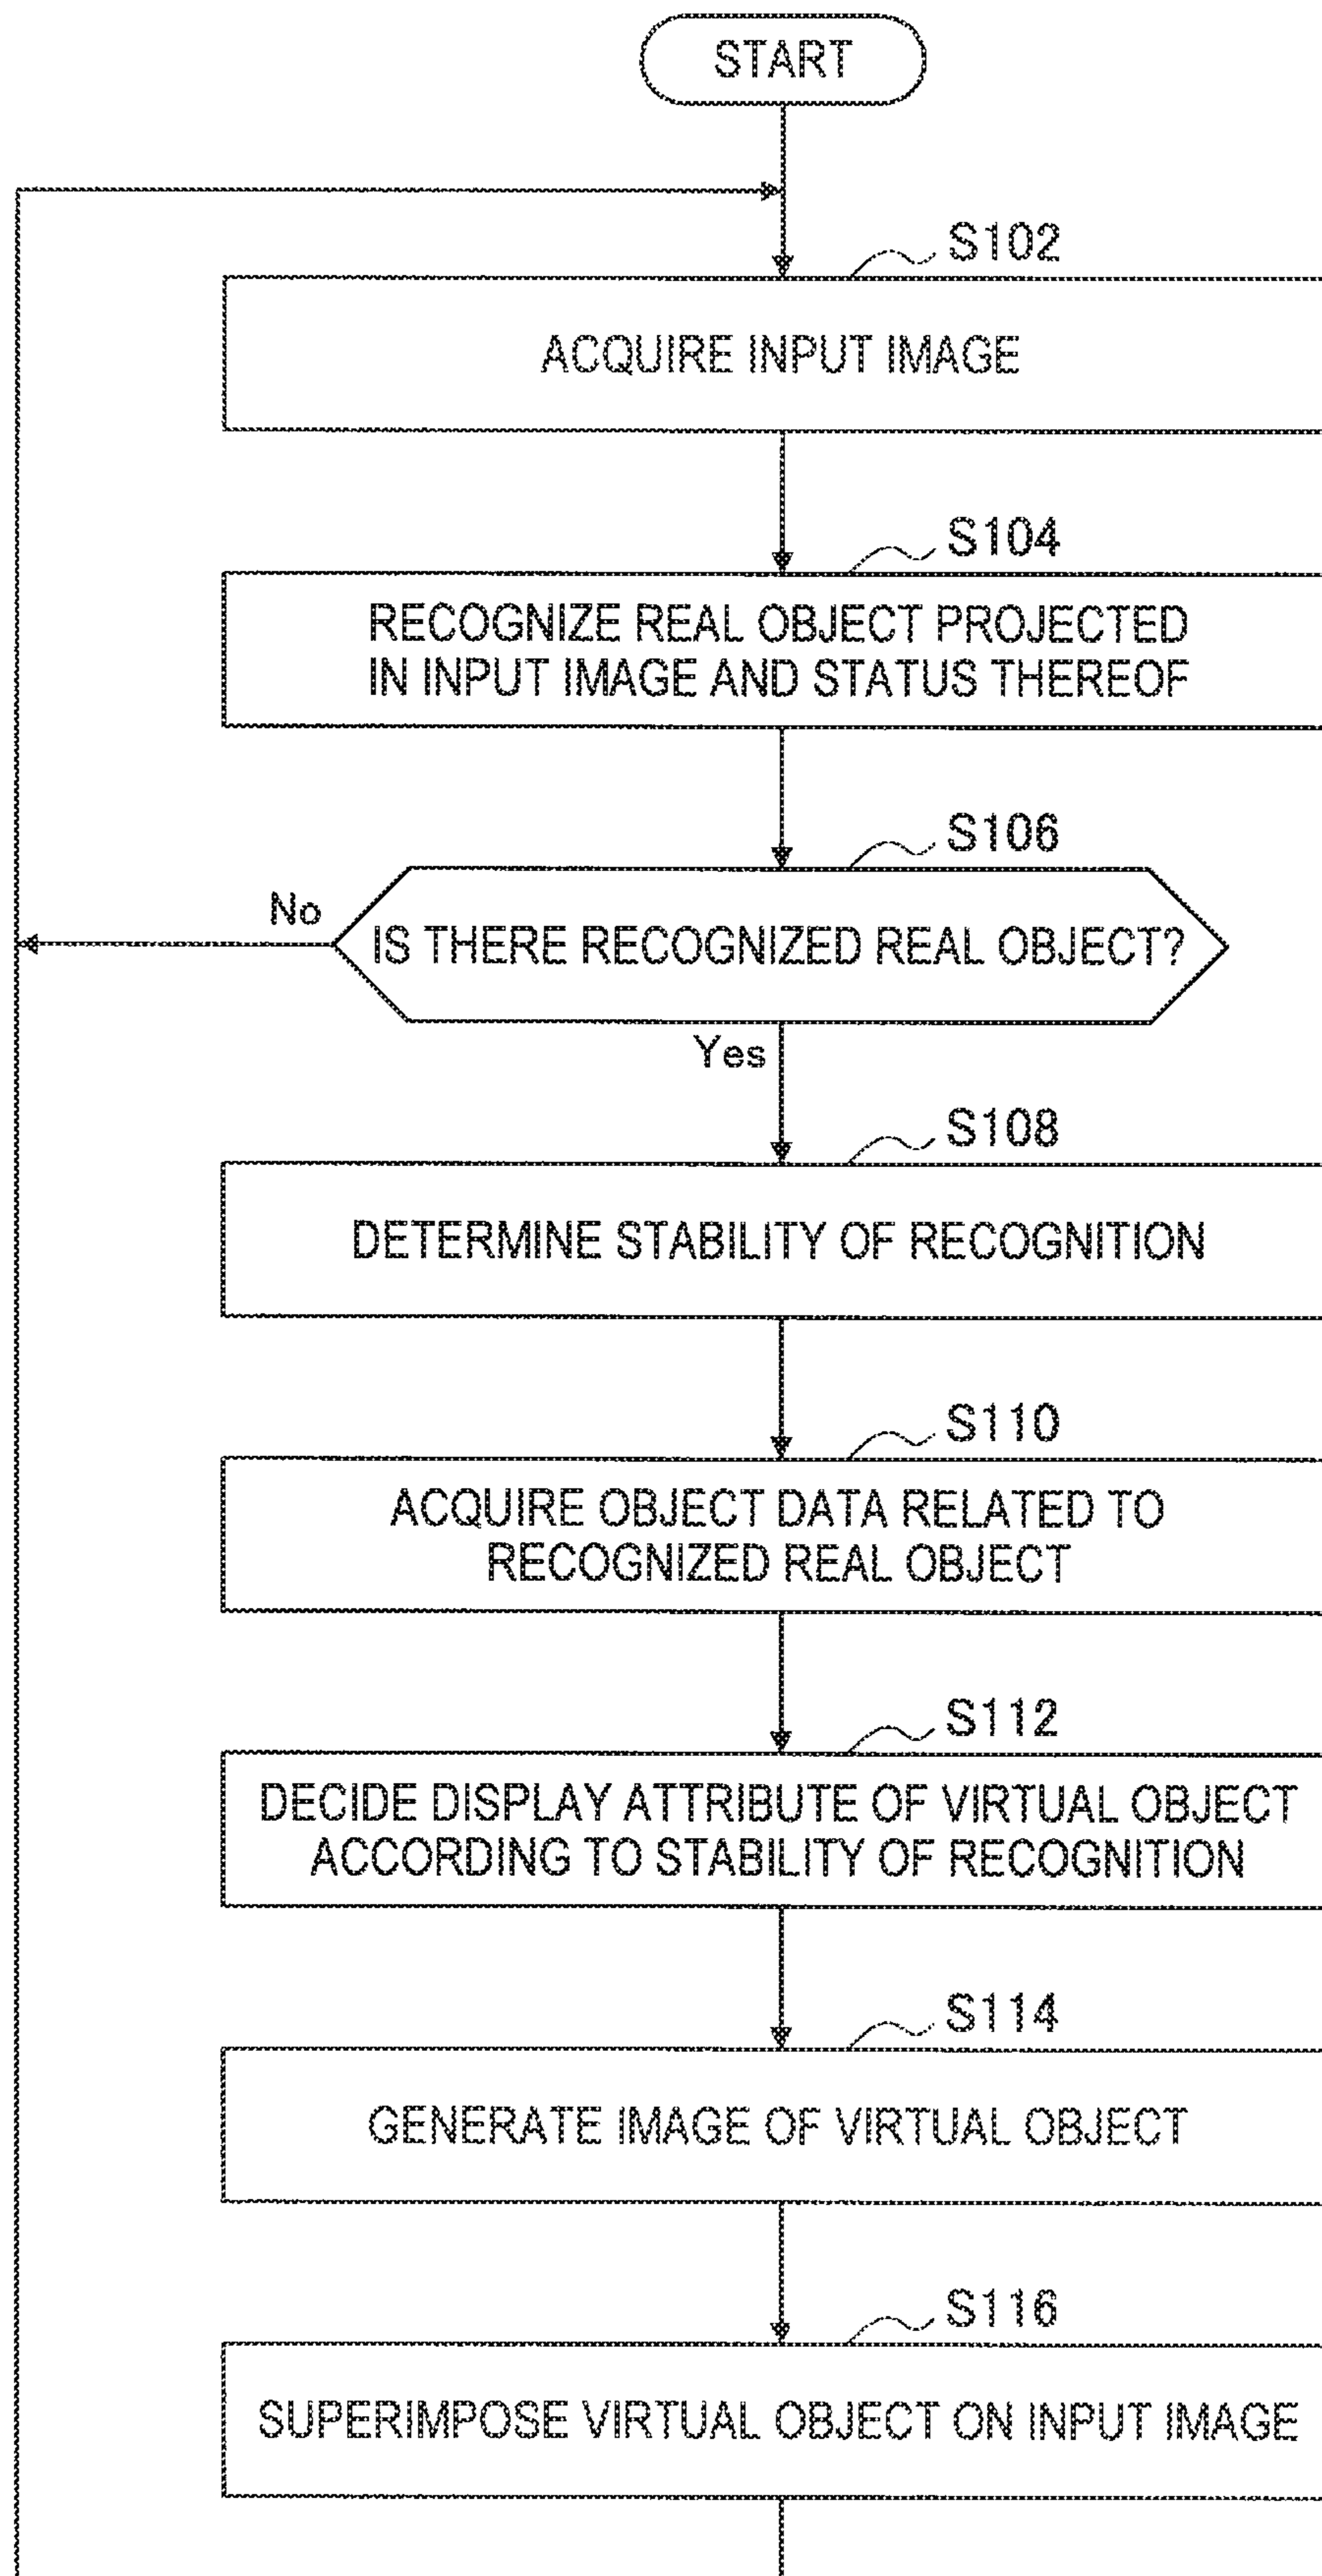 START
S102
ACQUIRE INPUT IMAGE
S104
RECOGNIZE REAL OBJECT PROJECTED
IN INPUT IMAGE AND STATUS THEREOF
S106
No
IS THERE RECOGNIZED REAL OBJECT?
Yes
S108
DETERMINE STABILITY OF RECOGNITION
S110
ACQUIRE OBJECT DATA RELATED TO
RECOGNIZED REAL OBJECT
S112
DECIDE DISPLAY ATTRIBUTE OF VIRTUAL OBJECT
ACCORDING TO STABILITY OF RECOGNITION
S114
GENERATE IMAGE OF VIRTUAL OBJECT
S116
SUPERIMPOSE VIRTUAL OBJECT ON INPUT IMAGE